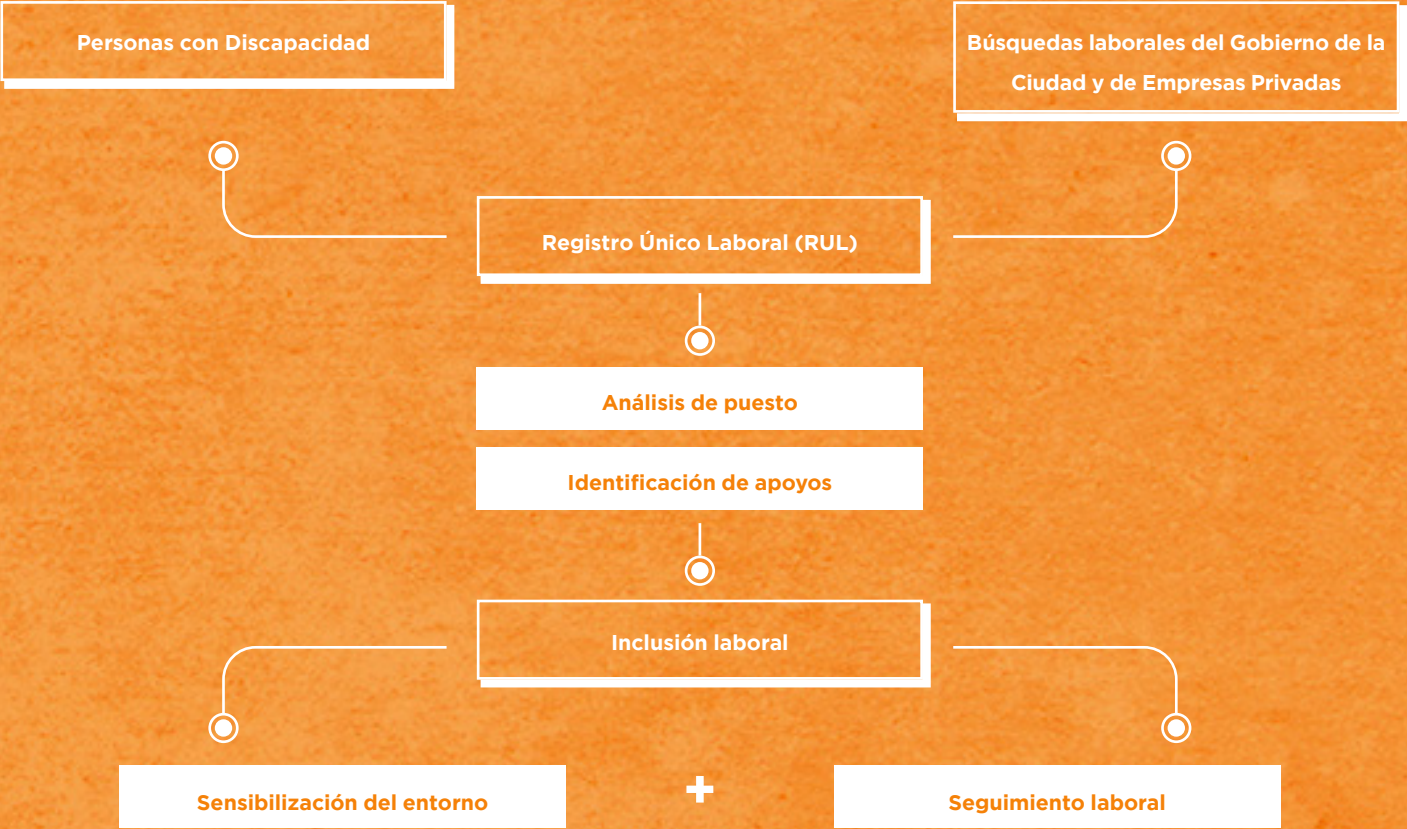 Personas con Discapacidad
Búsquedas laborales del Gobierno de la
Ciudad y de Empresas Privadas
Registro Único Laboral (RUL)
Análisis de puesto
Identificación de apoyos
Inclusión laboral
Sensibilización del entorno
+
Seguimiento laboral